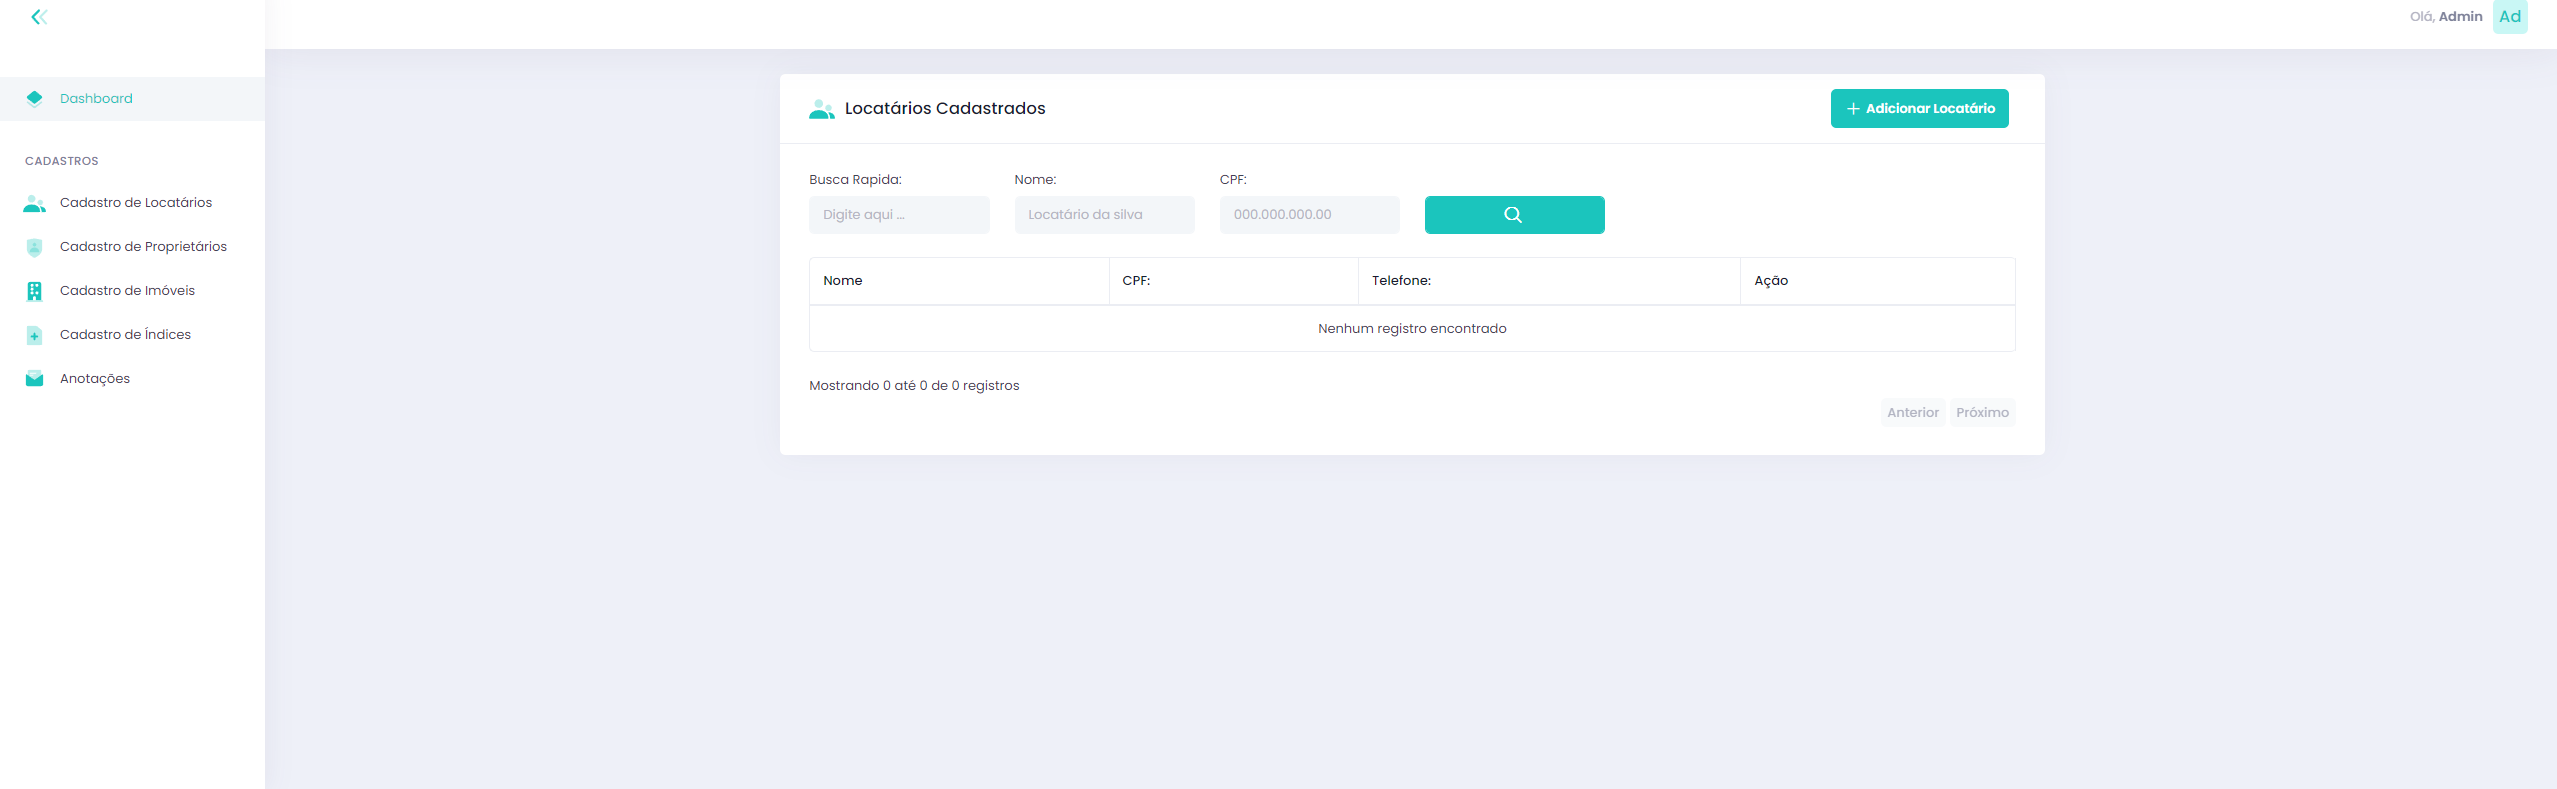 Olá, Admin Ad
Dashboard
CADASTROS
Cadastro de Locatários
Cadastro de Proprietários
Cadastro de Imóveis
Cadastro de Índices
Anotações
Locatários Cadastrados
Adicionar Locatário
Busca Rapida: Nome: CPF:
Digite aqui ... Locatário da silva 000.000.000.00
Nome CPF: Telefone: Ação
Nenhum registro encontrado
Mostrando 0 até 0 de 0 registros
Anterior Próximo